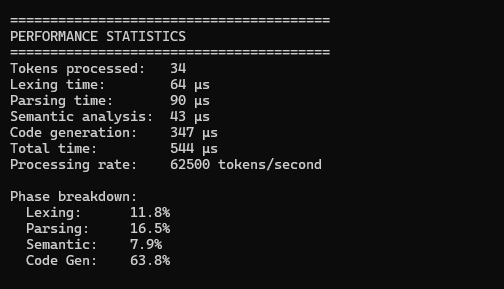 ========================================
PERFORMANCE STATISTICS
========================================
Tokens processed:   34
Lexing time:        64 μs
Parsing time:       90 μs
Semantic analysis:  43 μs
Code generation:    347 μs
Total time:         544 μs
Processing rate:    62500 tokens/second

Phase breakdown:
  Lexing:      11.8%
  Parsing:     16.5%
  Semantic:    7.9%
  Code Gen:    63.8%